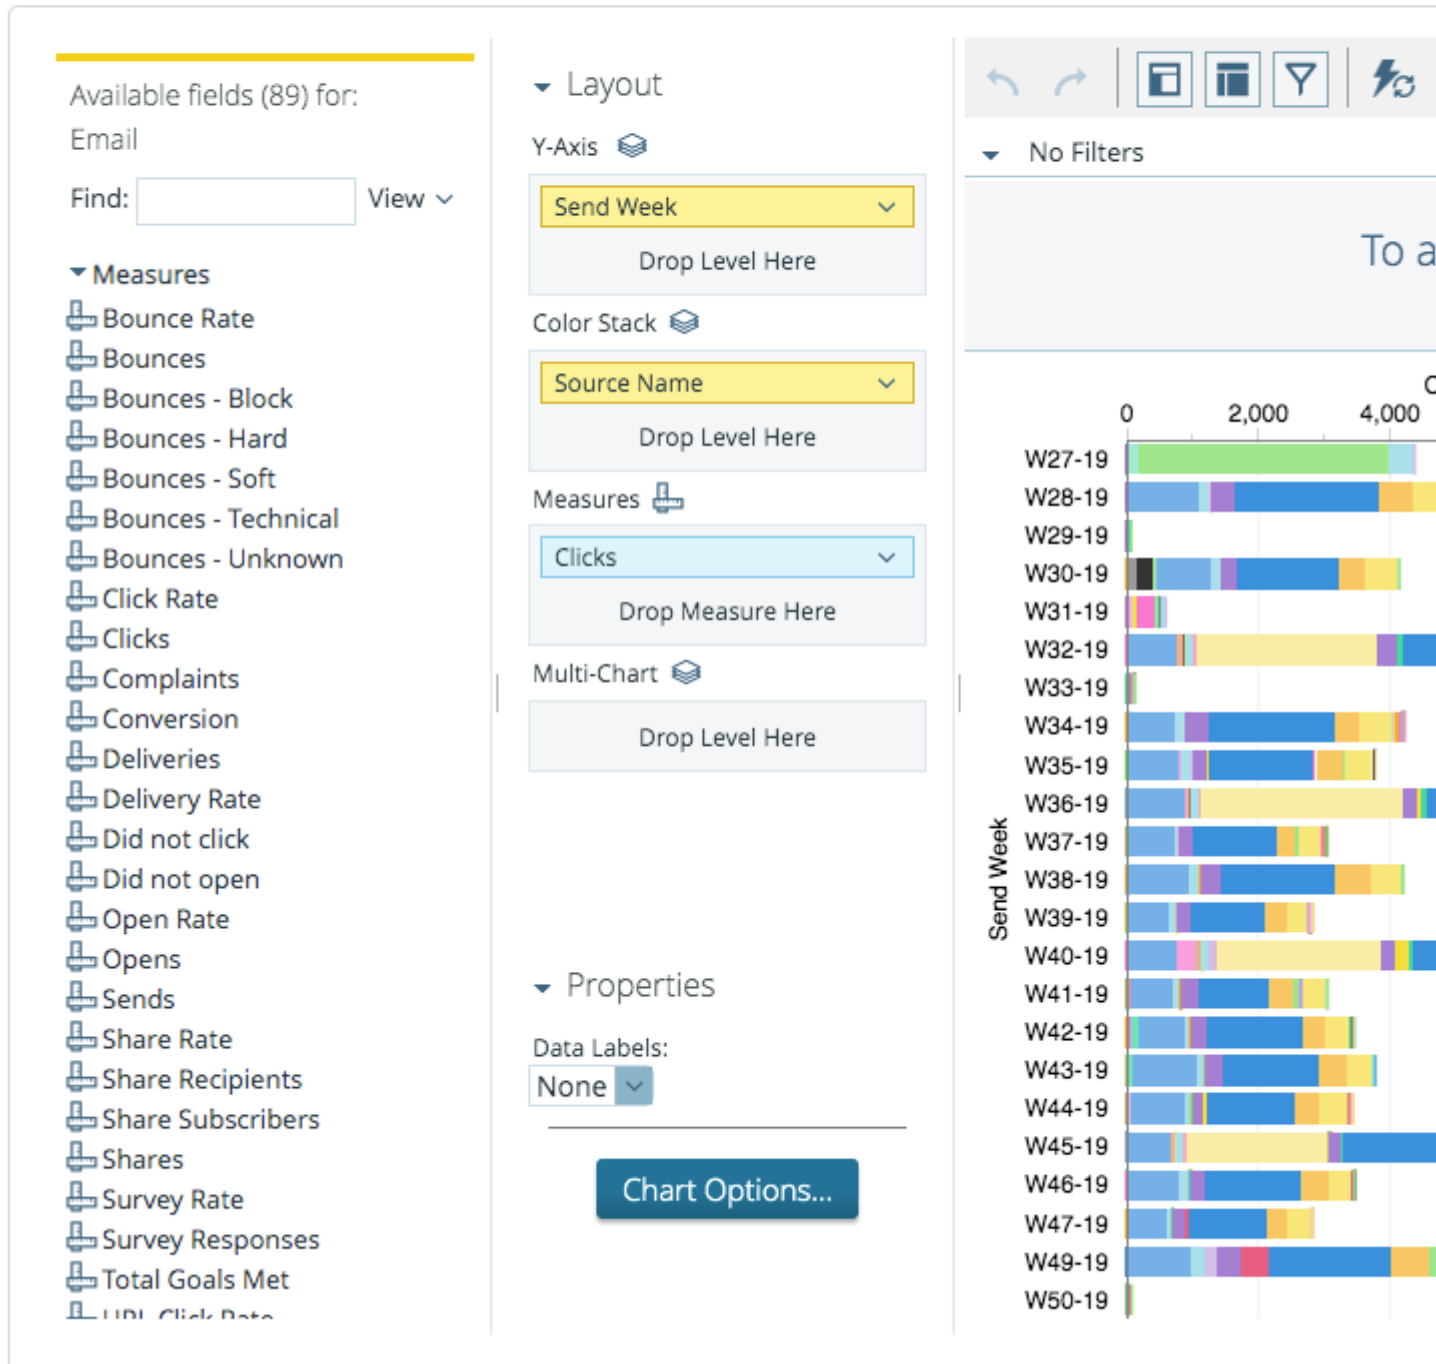 Available fields (89) for:
Email
Find:
View
Measures
Bounce Rate
Bounces
Bounces - Block
Bounces - Hard
Bounces - Soft
Bounces - Technical
Bounces - Unknown
Click Rate
Clicks
Complaints
Conversion
Deliveries
Delivery Rate
Did not click
Did not open
Open Rate
Opens
Sends
Share Rate
Share Recipients
Share Subscribers
Shares
Survey Rate
Survey Responses
Total Goals Met
URL Click Rate
Layout
Y-Axis
Send Week
Drop Level Here
Color Stack
Source Name
Drop Level Here
Measures
Clicks
Drop Measure Here
Multi-Chart
Drop Level Here
Properties
Data Labels:
None
Chart Options...
No Filters
To a
0 2,000 4,000
Send Week
W27-19
W28-19
W29-19
W30-19
W31-19
W32-19
W33-19
W34-19
W35-19
W36-19
W37-19
W38-19
W39-19
W40-19
W41-19
W42-19
W43-19
W44-19
W45-19
W46-19
W47-19
W49-19
W50-19